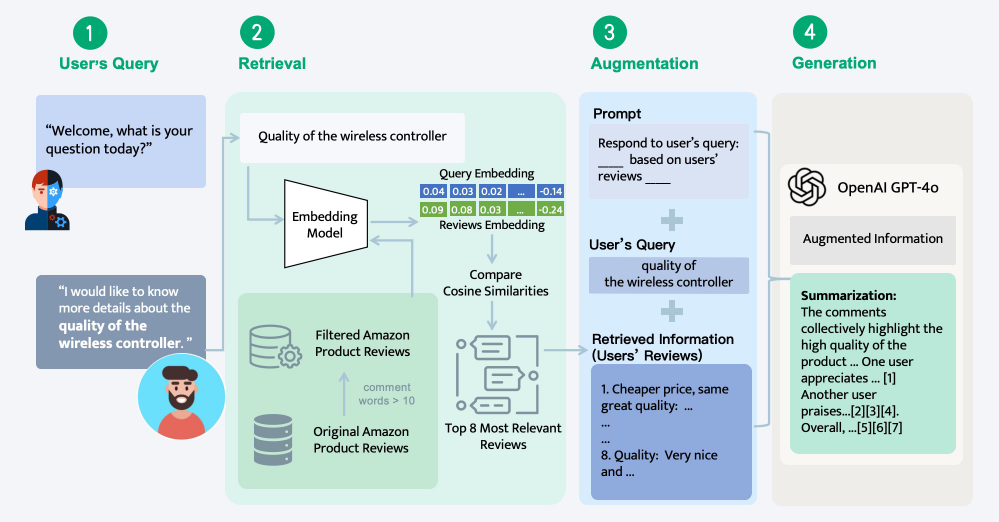 1
User's Query
2
Retrieval
3
Augmentation
4
Generation
“Welcome, what is your
question today?”
“I would like to know
more details about the
quality of the
wireless controller. ”
Quality of the wireless controller
Embedding
Model
Query Embedding
0.04 0.03 0.02 ... -0.14
0.09 0.08 0.03 ... -0.24
Reviews Embedding
Compare
Cosine Similarities
Filtered Amazon
Product Reviews
comment
words > 10
Original Amazon
Product Reviews
Top 8 Most Relevant
Reviews
Prompt
Respond to user's query:
____ based on users'
reviews ____
+
User's Query
quality of
the wireless controller
+
Retrieved Information
(Users' Reviews)
1. Cheaper price, same
great quality: ...
...
...
8. Quality: Very nice
and ...
OpenAI GPT-4o
Augmented Information
Summarization:
The comments
collectively highlight the
high quality of the
product ... One user
appreciates ... [1]
Another user
praises...[2][3][4].
Overall, ...[5][6][7]